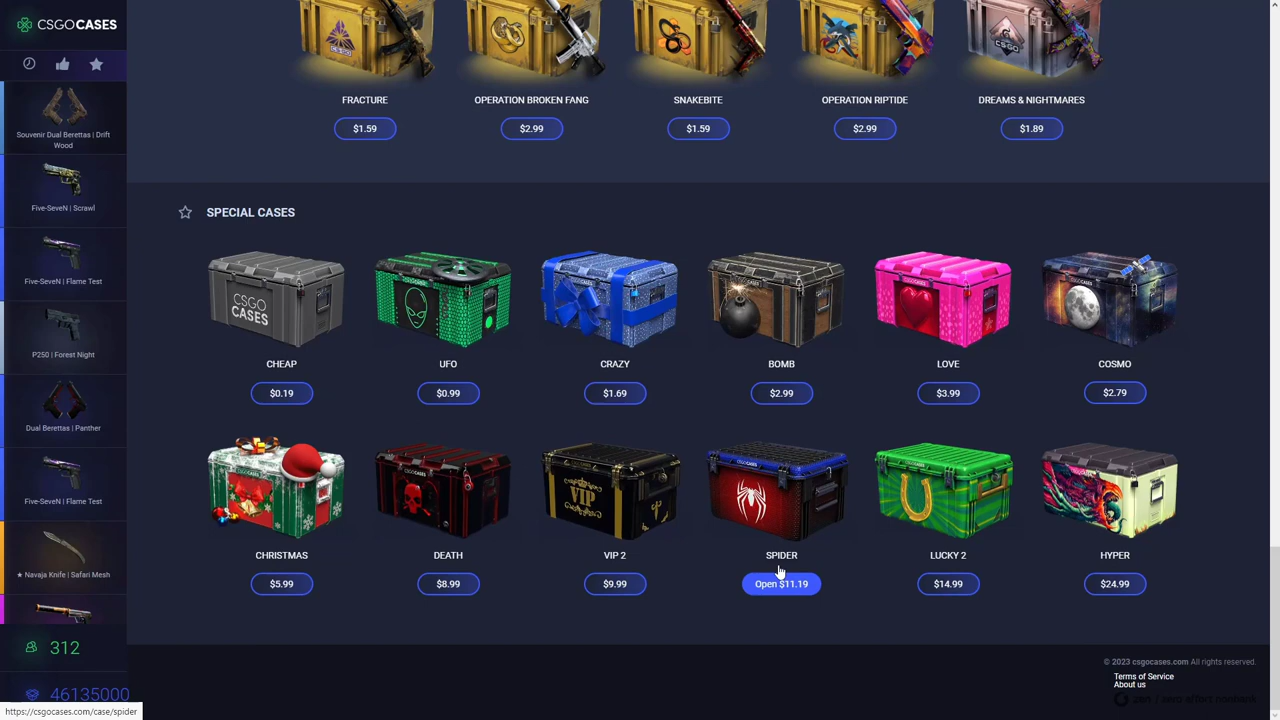 CSGOCASES
Souvenir Dual Berettas | Drift
Wood
Five-SeveN | Scrawl
Five-SeveN | Flame Test
P250 | Forest Night
Dual Berettas | Panther
Five-SeveN | Flame Test
★ Navaja Knife | Safari Mesh
312
46135000
https://csgocases.com/case/spider
CSGO
CSGO
FRACTURE
OPERATION BROKEN FANG
SNAKEBITE
OPERATION RIPTIDE
DREAMS & NIGHTMARES
$1.59
$2.99
$1.59
$2.99
$1.89
SPECIAL CASES
CSGO
CASES
CHEAP
UFO
CRAZY
BOMB
LOVE
COSMO
$0.19
$0.99
$1.69
$2.99
$3.99
$2.79
VIP
CHRISTMAS
DEATH
VIP 2
SPIDER
LUCKY 2
HYPER
$5.99
$8.99
$9.99
Open $11.19
$14.99
$24.99
© 2023 csgocases.com All rights reserved.
Terms of Service
About us